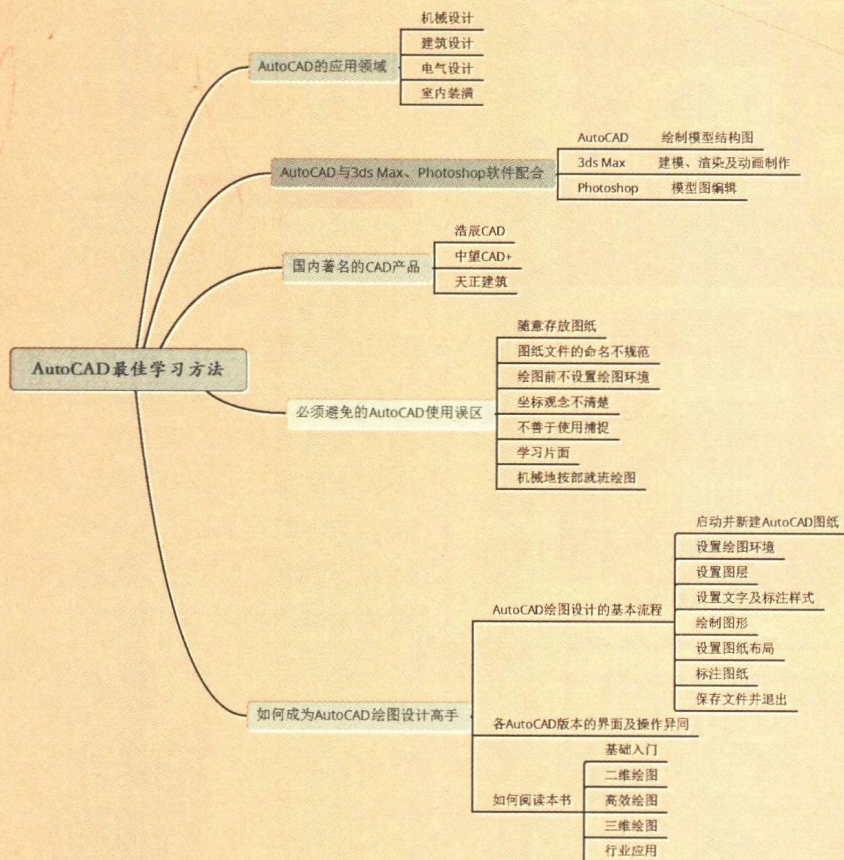 AutoCAD最佳学习方法
AutoCAD的应用领域
机械设计
建筑设计
电气设计
室内装潢
AutoCAD与3ds Max、Photoshop软件配合
AutoCAD 绘制模型结构图
3ds Max 建模、渲染及动画制作
Photoshop 模型图编辑
国内著名的CAD产品
浩辰CAD
中望CAD+
天正建筑
必须避免的AutoCAD使用误区
随意存放图纸
图纸文件的命名不规范
绘图前不设置绘图环境
坐标观念不清楚
不善于使用捕捉
学习片面
机械地按部就班绘图
如何成为AutoCAD绘图设计高手
AutoCAD绘图设计的基本流程
启动并新建AutoCAD图纸
设置绘图环境
设置图层
设置文字及标注样式
绘制图形
设置图纸布局
标注图纸
保存文件并退出
各AutoCAD版本的界面及操作异同
如何阅读本书
基础入门
二维绘图
高效绘图
三维绘图
行业应用